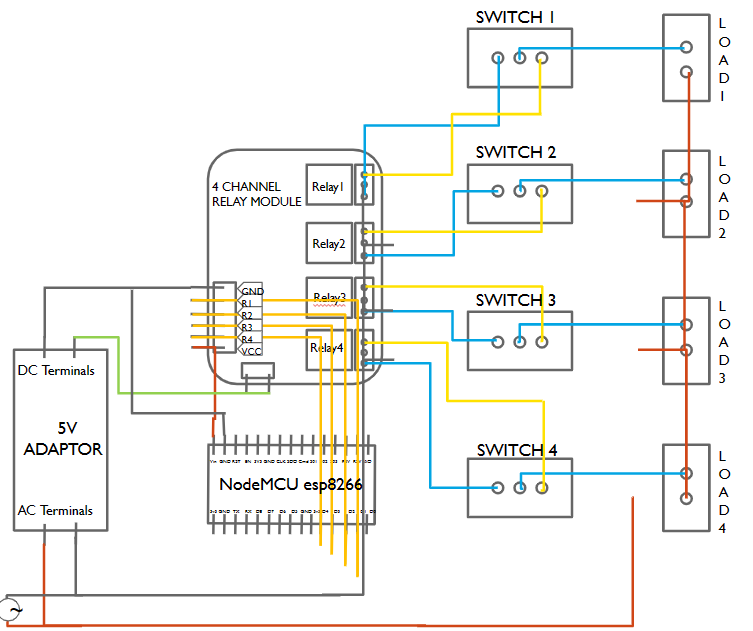 SWITCH 1
LOAD1
SWITCH 2
4 CHANNEL
RELAY MODULE
Relay1
LOAD2
Relay2
GND
R1
R2
R3
R4
VCC
Relay3
SWITCH 3
LOAD3
Relay4
DC Terminals
5V
ADAPTOR
AC Terminals
SWITCH 4
LOAD4
NodeMCU esp8266
~